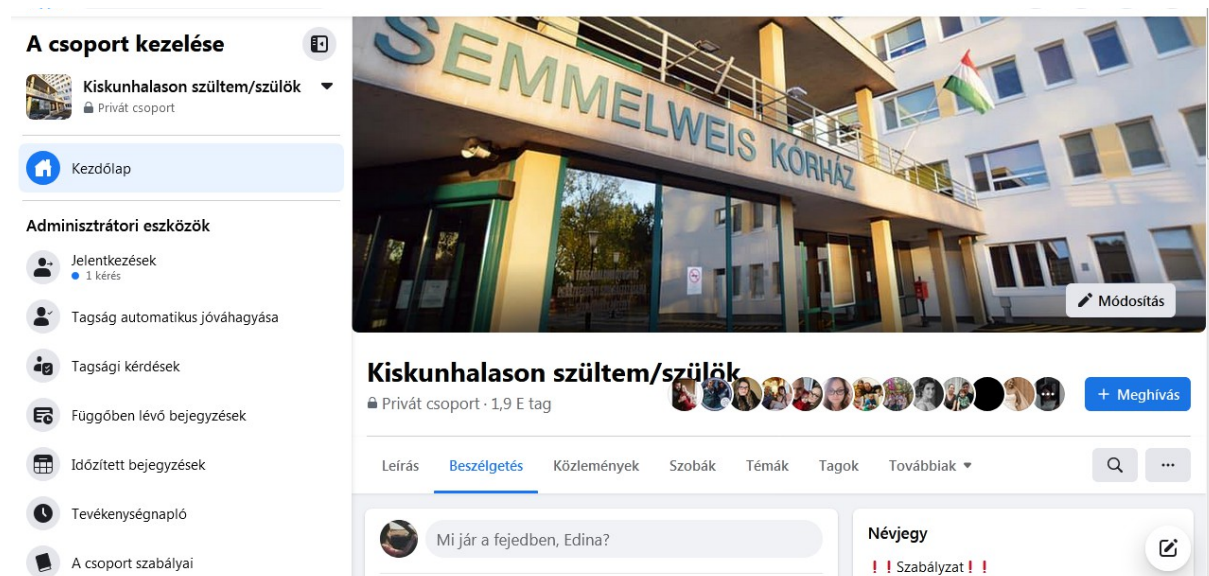 A csoport kezelése
Kiskunhalason szültem/szülök
Privát csoport
Kezdőlap
Adminisztrátori eszközök
Jelentkezések
1 kérés
Tagság automatikus jóváhagyása
Tagsági kérdések
Függőben lévő bejegyzések
Időzített bejegyzések
Tevékenységnapló
A csoport szabályai
SEMMELWEIS KÓRHÁZ
Módosítás
Kiskunhalason szültem/szülök
Privát csoport · 1,9 E tag
+ Meghívás
Leírás Beszélgetés Közlemények Szobák Témák Tagok Továbbiak
Mi jár a fejedben, Edina?
Névjegy
❗❗Szabályzat❗❗